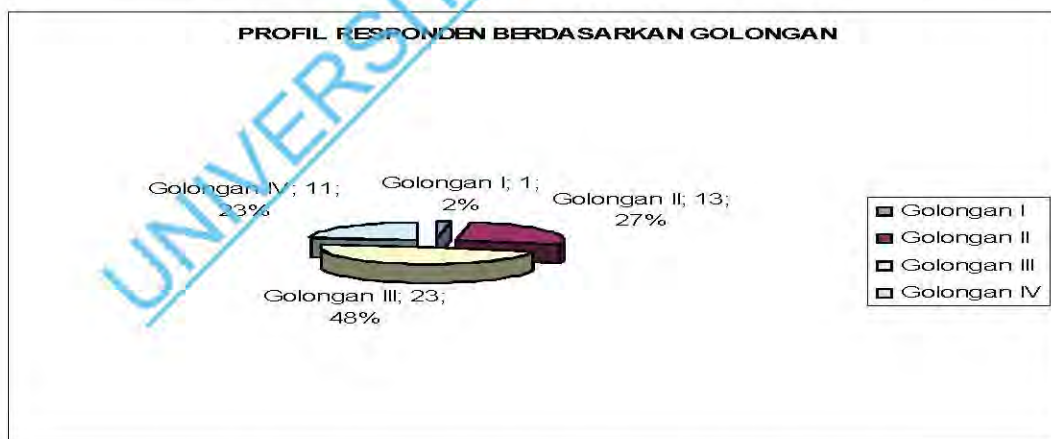 PROFIL RESPONDEN BERDASARKAN GOLONGAN
Golongan IV; 11;
23%
Golongan I; 1;
2%
Golongan II; 13;
27%
Golongan III; 23;
48%
Golongan I
Golongan II
Golongan III
Golongan IV